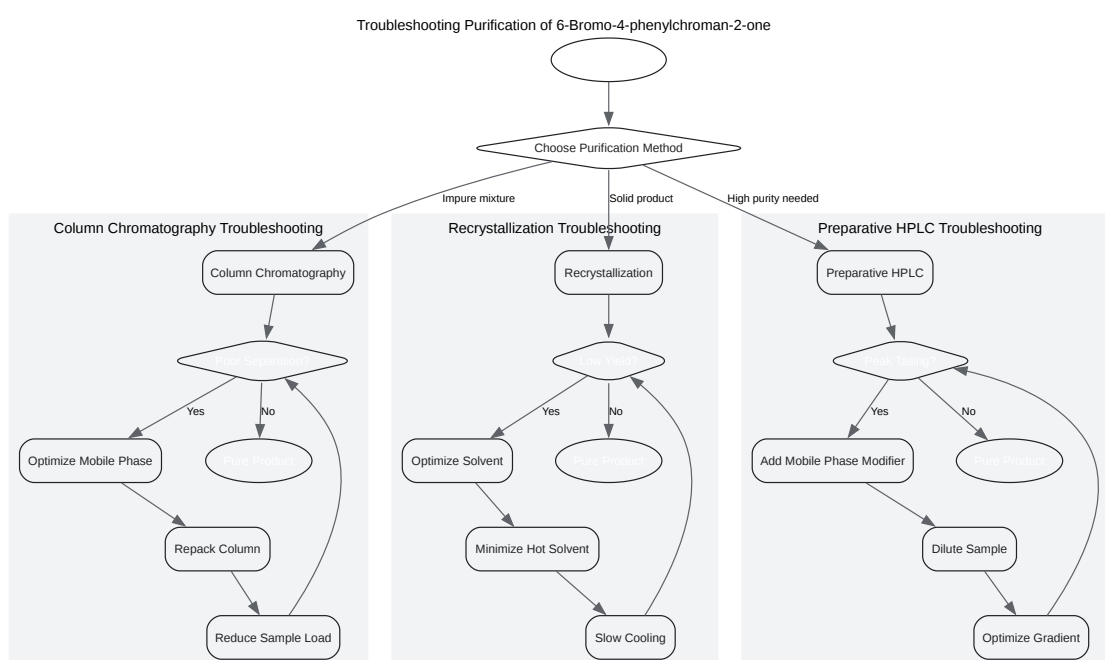 Troubleshooting Purification of 6-Bromo-4-phenylchroman-2-one
Choose Purification Method
Impure mixture
Solid product
High purity needed
Column Chromatography Troubleshooting
Recrystallization Troubleshooting
Preparative HPLC Troubleshooting
Column Chromatography
Recrystallization
Preparative HPLC
Poor Separation?
Low Yield?
Peak Tailing?
Yes
No
Yes
No
Yes
No
Optimize Mobile Phase
Pure Product
Optimize Solvent
Pure Product
Add Mobile Phase Modifier
Pure Product
Repack Column
Minimize Hot Solvent
Dilute Sample
Reduce Sample Load
Slow Cooling
Optimize Gradient